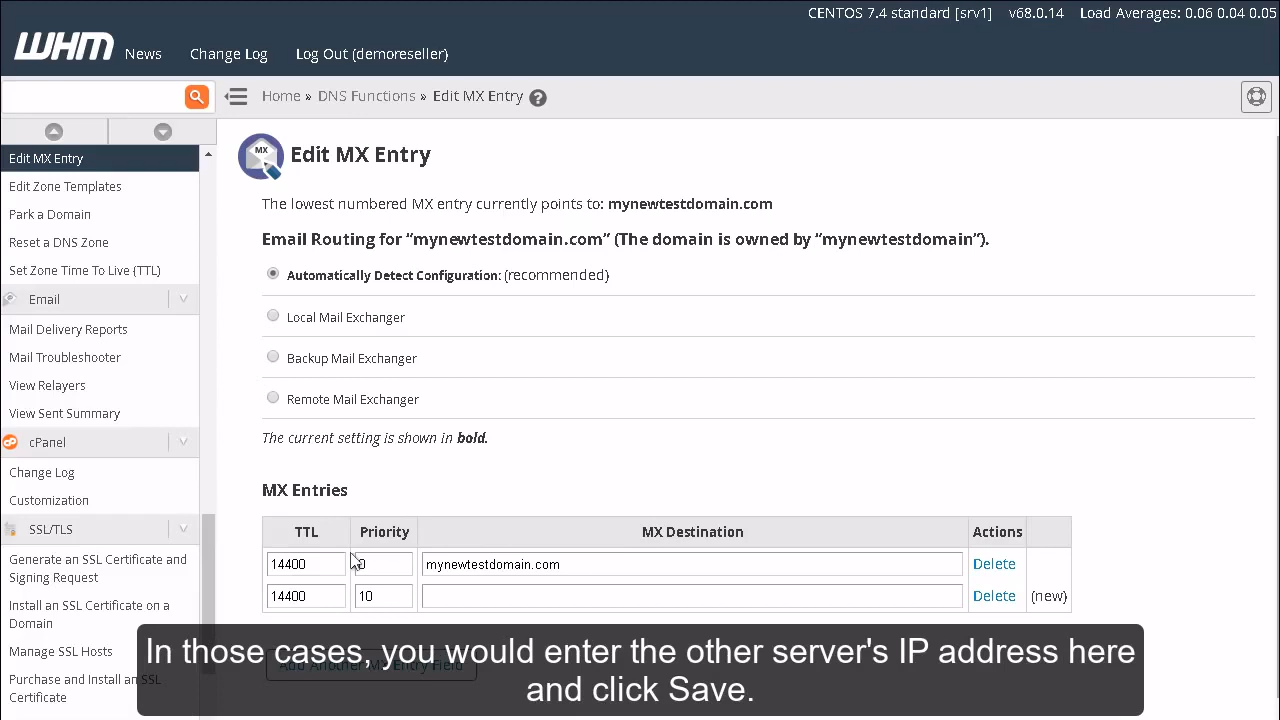 CENTOS 7.4 standard [srv1] v68.0.14 Load Averages: 0.06 0.04 0.05
WHM News Change Log Log Out (demoreseller)
Home » DNS Functions » Edit MX Entry ?
Edit MX Entry
Edit Zone Templates
Park a Domain
Reset a DNS Zone
Set Zone Time To Live (TTL)
Email
Mail Delivery Reports
Mail Troubleshooter
View Relayers
View Sent Summary
cPanel
Change Log
Customization
SSL/TLS
Generate an SSL Certificate and
Signing Request
Install an SSL Certificate on a
Domain
Manage SSL Hosts
Purchase and Install an SSL
Certificate
MX
Edit MX Entry
The lowest numbered MX entry currently points to: mynewtestdomain.com
Email Routing for “mynewtestdomain.com” (The domain is owned by “mynewtestdomain”).
Automatically Detect Configuration: (recommended)
Local Mail Exchanger
Backup Mail Exchanger
Remote Mail Exchanger
The current setting is shown in bold.
MX Entries
TTL Priority MX Destination Actions
14400 0 mynewtestdomain.com Delete
14400 10 Delete (new)
Add Another MX Entry Field
In those cases, you would enter the other server's IP address here
and click Save.